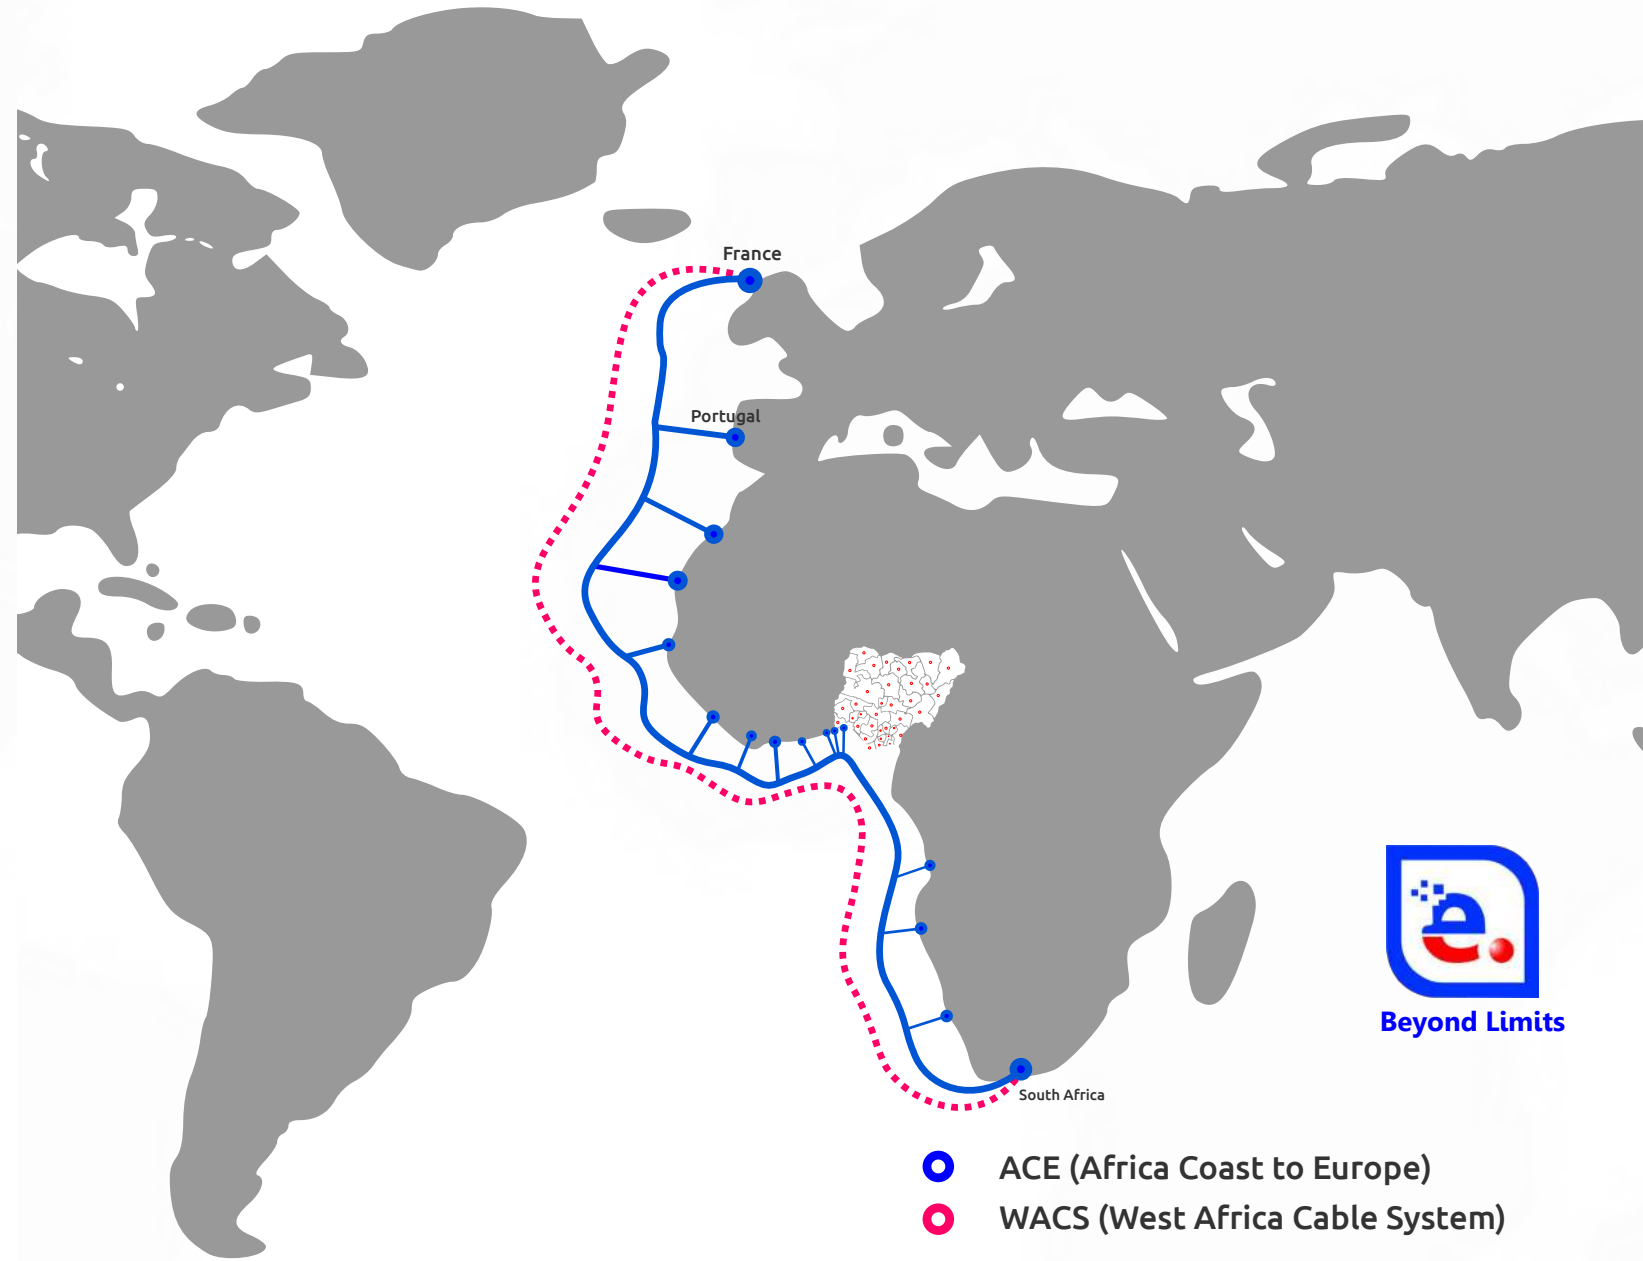 France
Portugal
South Africa
e.
Beyond Limits
ACE (Africa Coast to Europe)
WACS (West Africa Cable System)